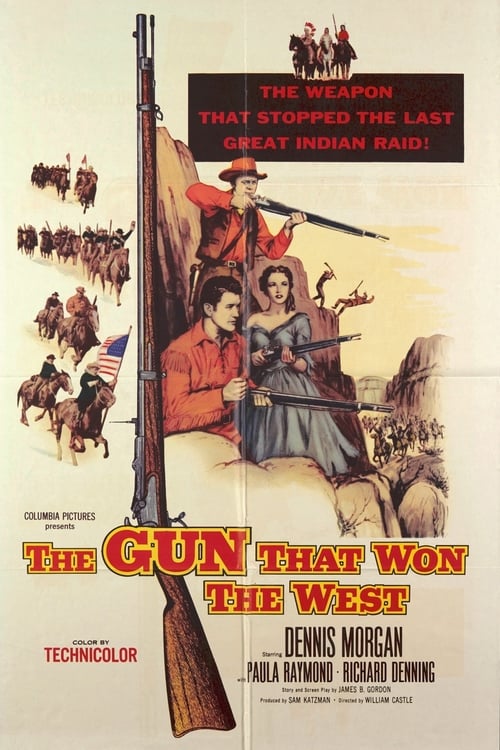 THE WEAPON
THAT STOPPED THE LAST
GREAT INDIAN RAID!
COLUMBIA PICTURES
presents
THE GUN THAT WON
THE WEST
COLOR BY
TECHNICOLOR
Starring DENNIS MORGAN
with PAULA RAYMOND · RICHARD DENNING
Story and Screen Play by JAMES B. GORDON
Produced by SAM KATZMAN · Directed by WILLIAM CASTLE